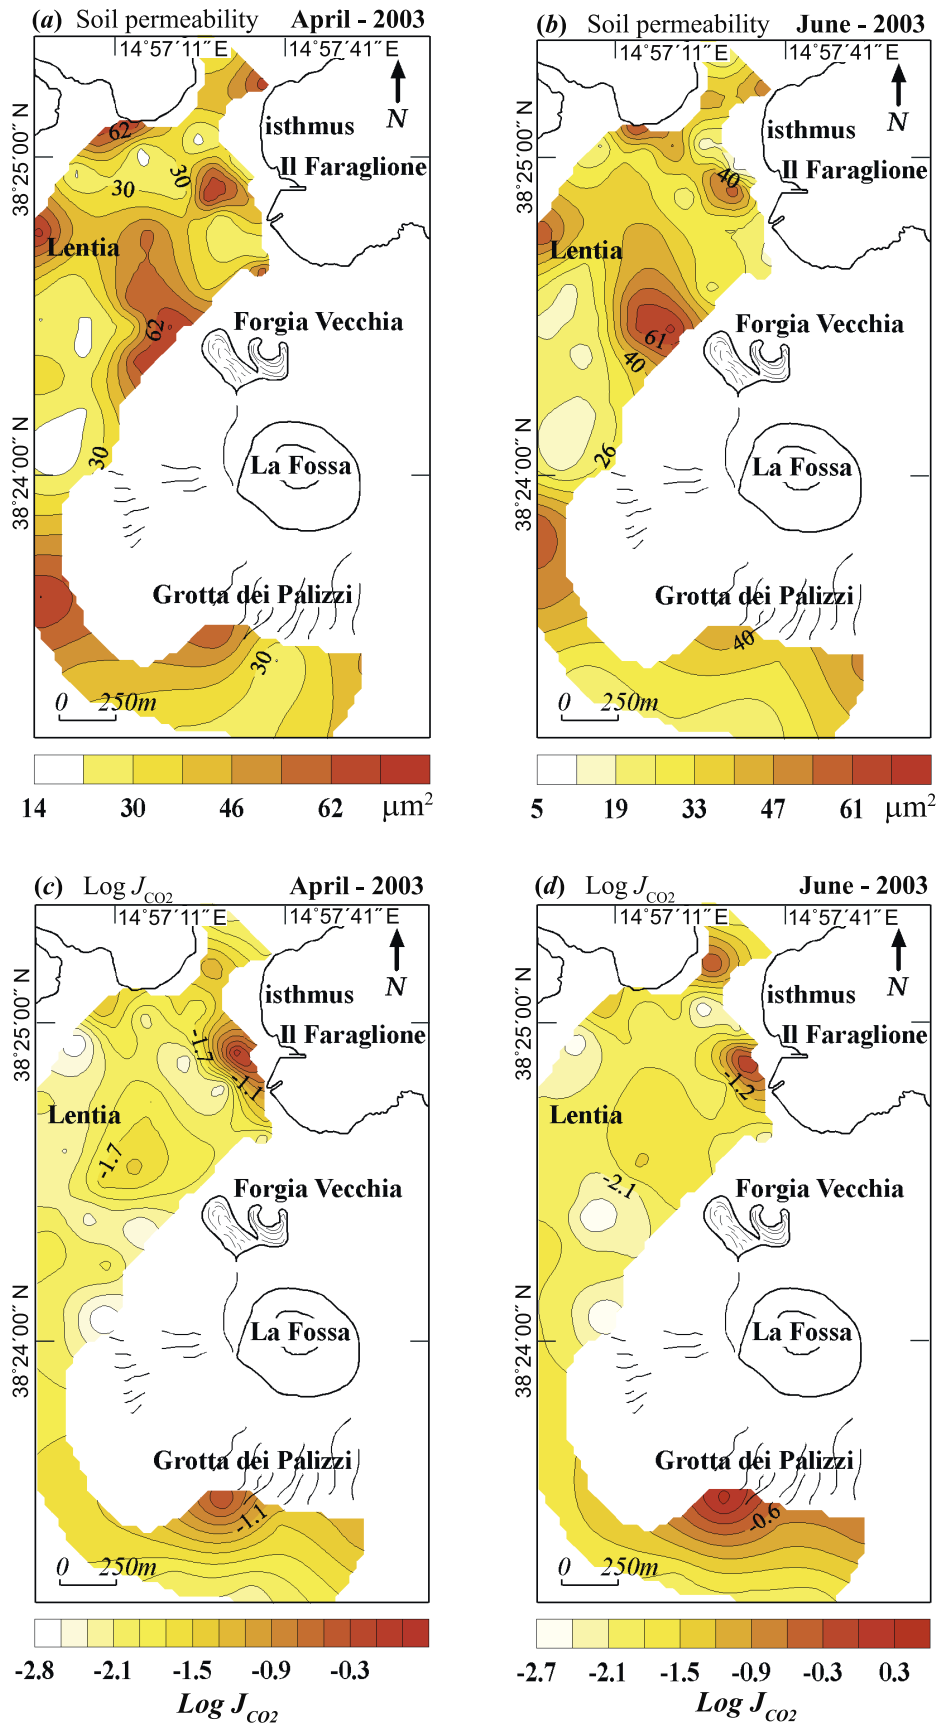 (a) Soil permeability April - 2003
14°57′11″E 14°57′41″E
38°25′00″ N
38°24′00″ N
N
isthmus
Il Faraglione
Lentia
Forgia Vecchia
La Fossa
Grotta dei Palizzi
62
30
30
62
30
30
0 250m
14 30 46 62 μm²
(b) Soil permeability June - 2003
14°57′11″E 14°57′41″E
38°25′00″ N
38°24′00″ N
N
isthmus
Il Faraglione
Lentia
Forgia Vecchia
La Fossa
Grotta dei Palizzi
40
61
40
26
40
0 250m
5 19 33 47 61 μm²
(c) Log J_CO2 April - 2003
14°57′11″E 14°57′41″E
38°25′00″ N
38°24′00″ N
N
isthmus
Il Faraglione
Lentia
Forgia Vecchia
La Fossa
Grotta dei Palizzi
-1.7
-1.1
-1.7
-1.1
0 250m
-2.8 -2.1 -1.5 -0.9 -0.3
Log J_CO2
(d) Log J_CO2 June - 2003
14°57′11″E 14°57′41″E
38°25′00″ N
38°24′00″ N
N
isthmus
Il Faraglione
Lentia
Forgia Vecchia
La Fossa
Grotta dei Palizzi
-1.2
-2.1
-0.6
0 250m
-2.7 -2.1 -1.5 -0.9 -0.3 0.3
Log J_CO2